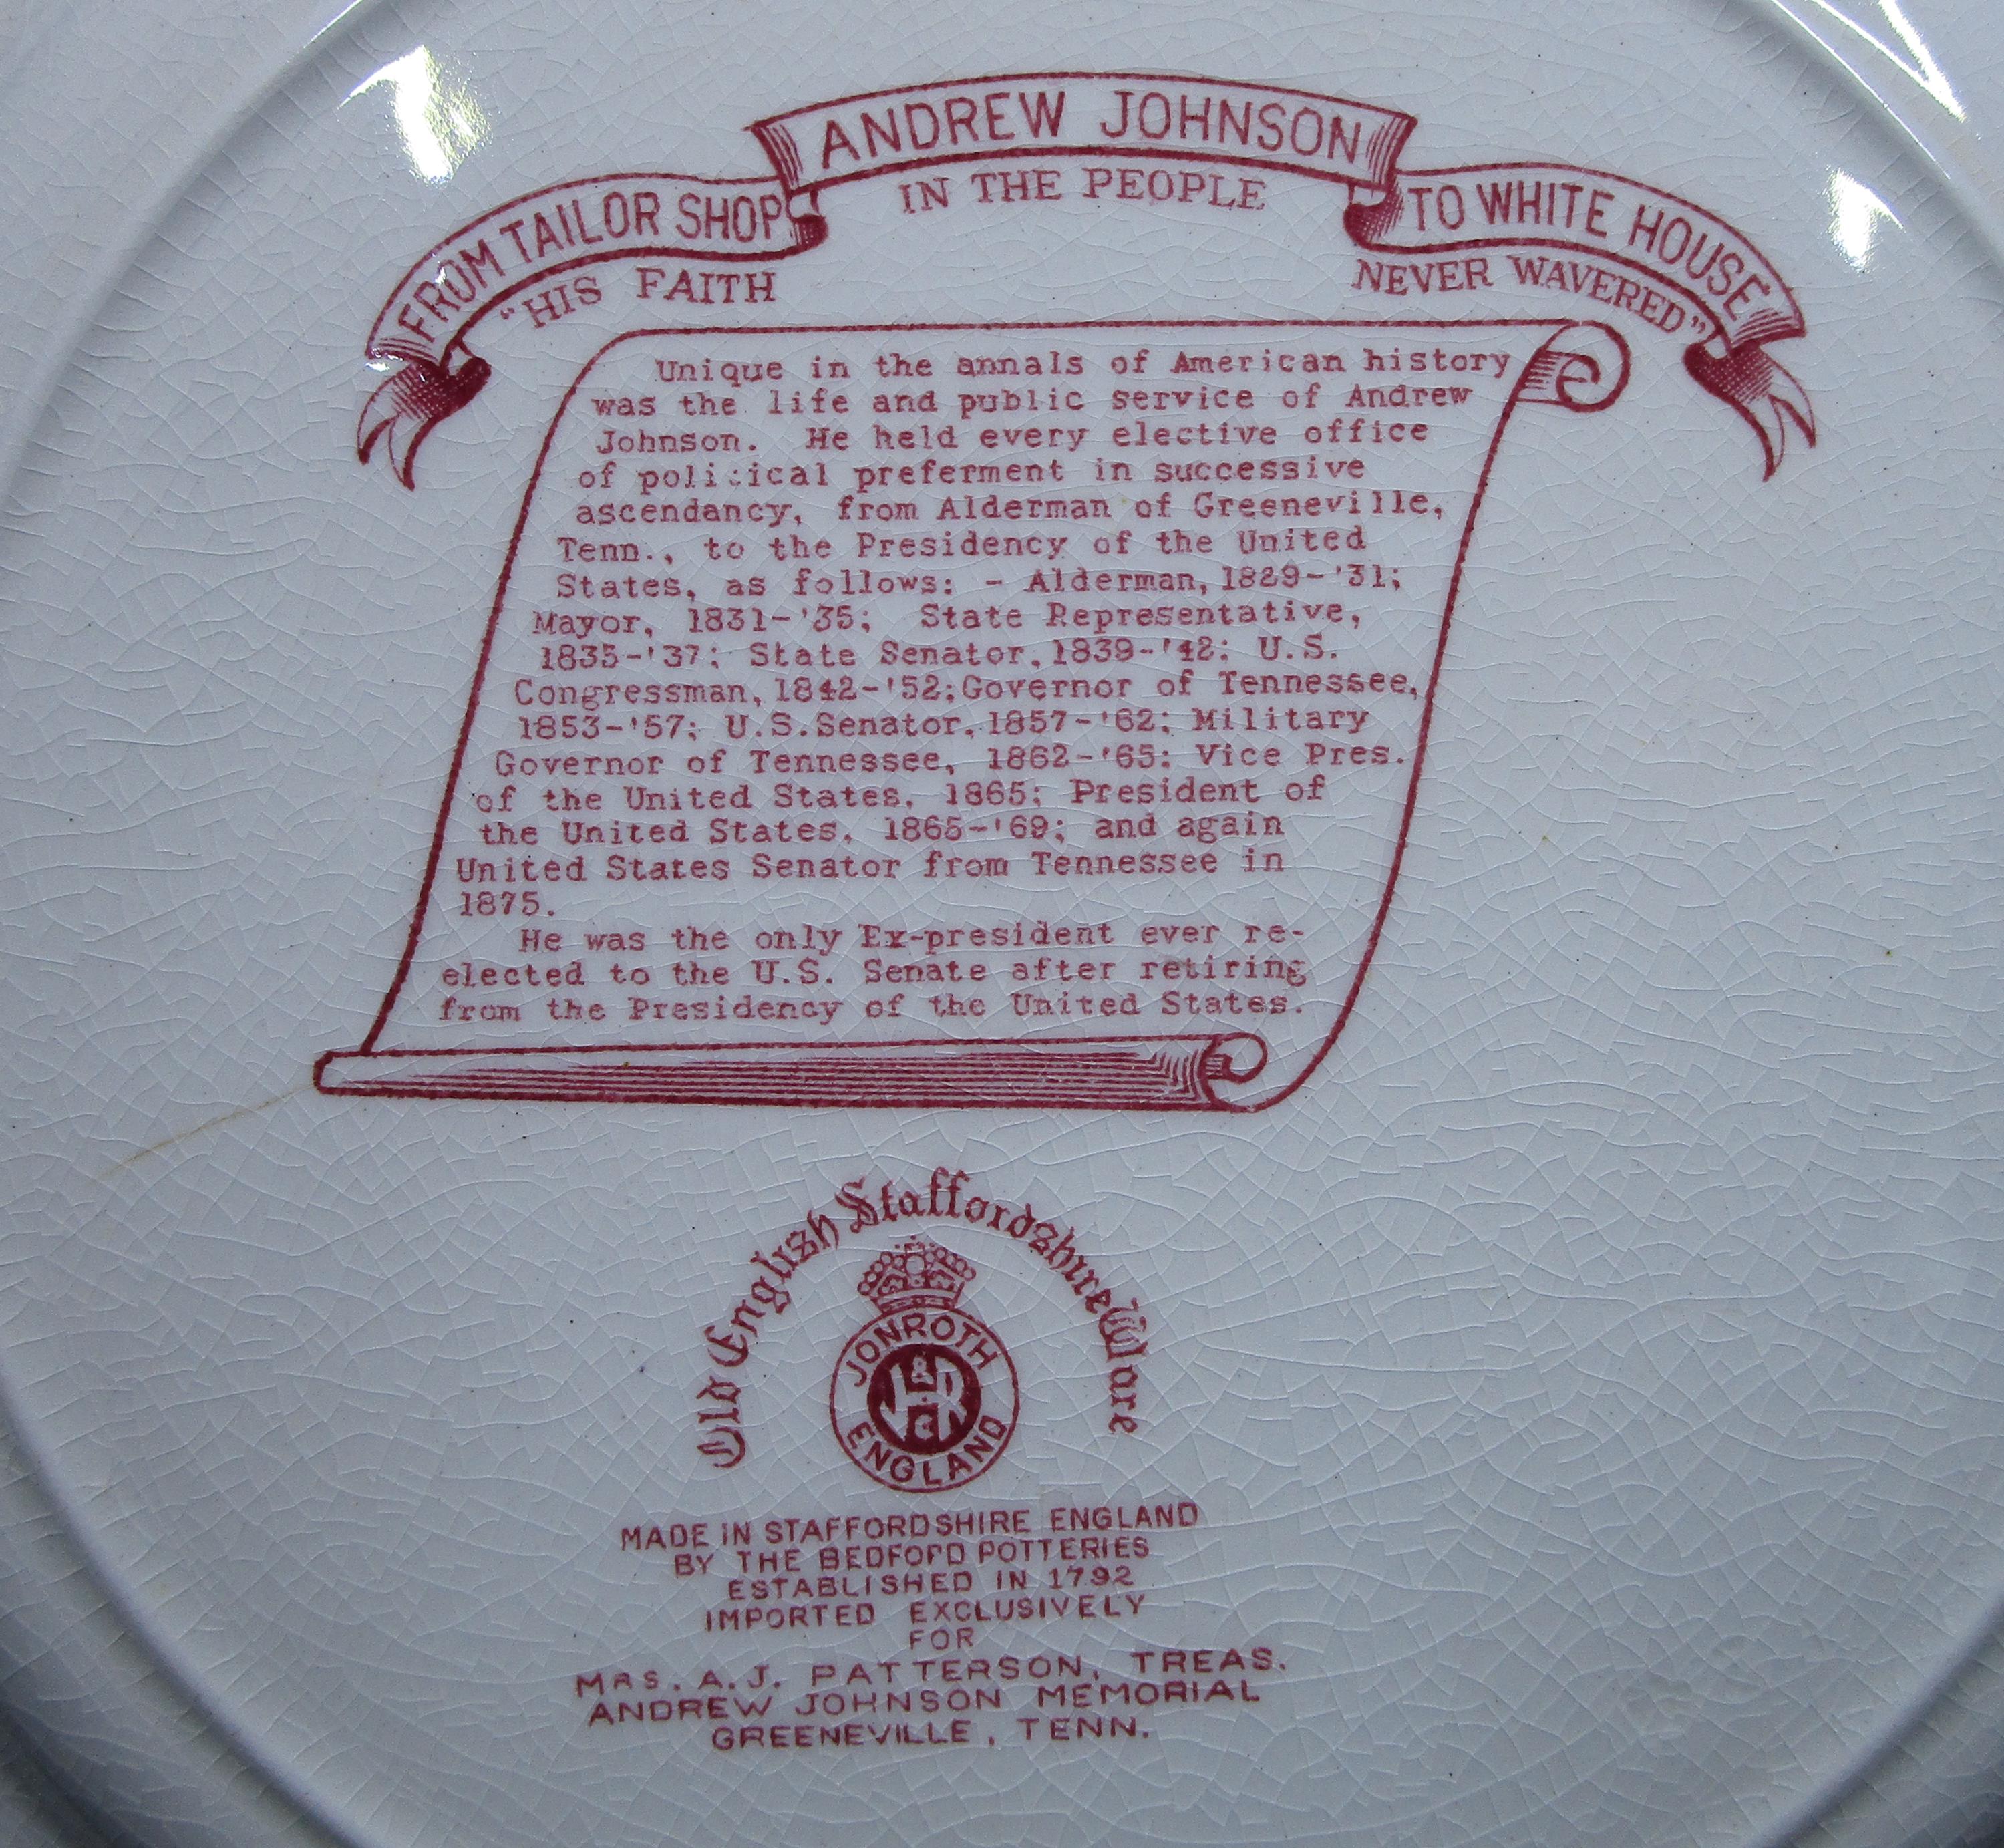 FROM TAILOR SHOP ANDREW JOHNSON TO WHITE HOUSE
"HIS FAITH IN THE PEOPLE NEVER WAVERED"
Unique in the annals of American history
was the life and public service of Andrew
Johnson. He held every elective office
of political preferment in successive
ascendancy, from Alderman of Greeneville,
Tenn., to the Presidency of the United
States, as follows: - Alderman, 1829-'31;
Mayor, 1831-'35; State Representative,
1835-'37; State Senator, 1839-'42; U.S.
Congressman, 1842-'52; Governor of Tennessee,
1853-'57; U.S. Senator, 1857-'62; Military
Governor of Tennessee, 1862-'65; Vice Pres.
of the United States, 1865; President of
the United States, 1865-'69; and again
United States Senator from Tennessee in
1875.
He was the only Ex-president ever re-
elected to the U.S. Senate after retiring
from the Presidency of the United States.
Old English Staffordshire Ware
JONROTH
ENGLAND
MADE IN STAFFORDSHIRE ENGLAND
BY THE BEDFORD POTTERIES
ESTABLISHED IN 1792
IMPORTED EXCLUSIVELY
FOR
MRS. A.J. PATTERSON, TREAS.
ANDREW JOHNSON MEMORIAL
GREENEVILLE, TENN.